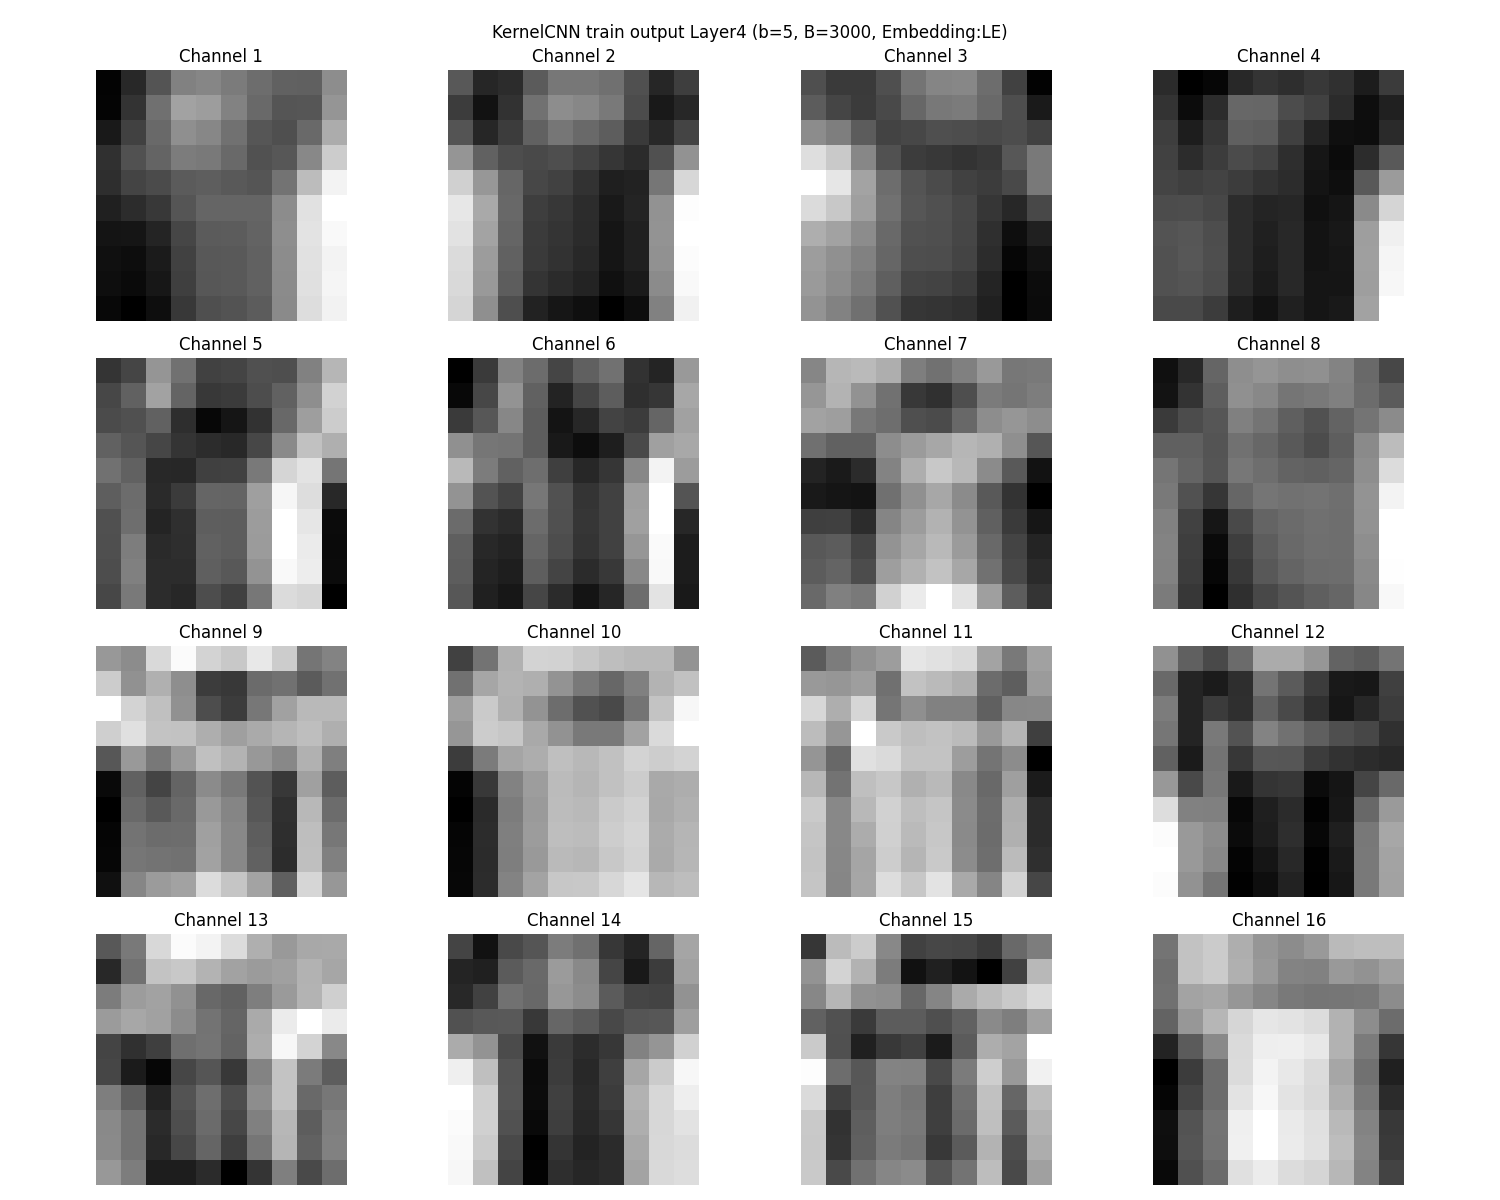 KernelCNN train output Layer4 (b=5, B=3000, Embedding:LE)
Channel 1
Channel 2
Channel 3
Channel 4
Channel 5
Channel 6
Channel 7
Channel 8
Channel 9
Channel 10
Channel 11
Channel 12
Channel 13
Channel 14
Channel 15
Channel 16